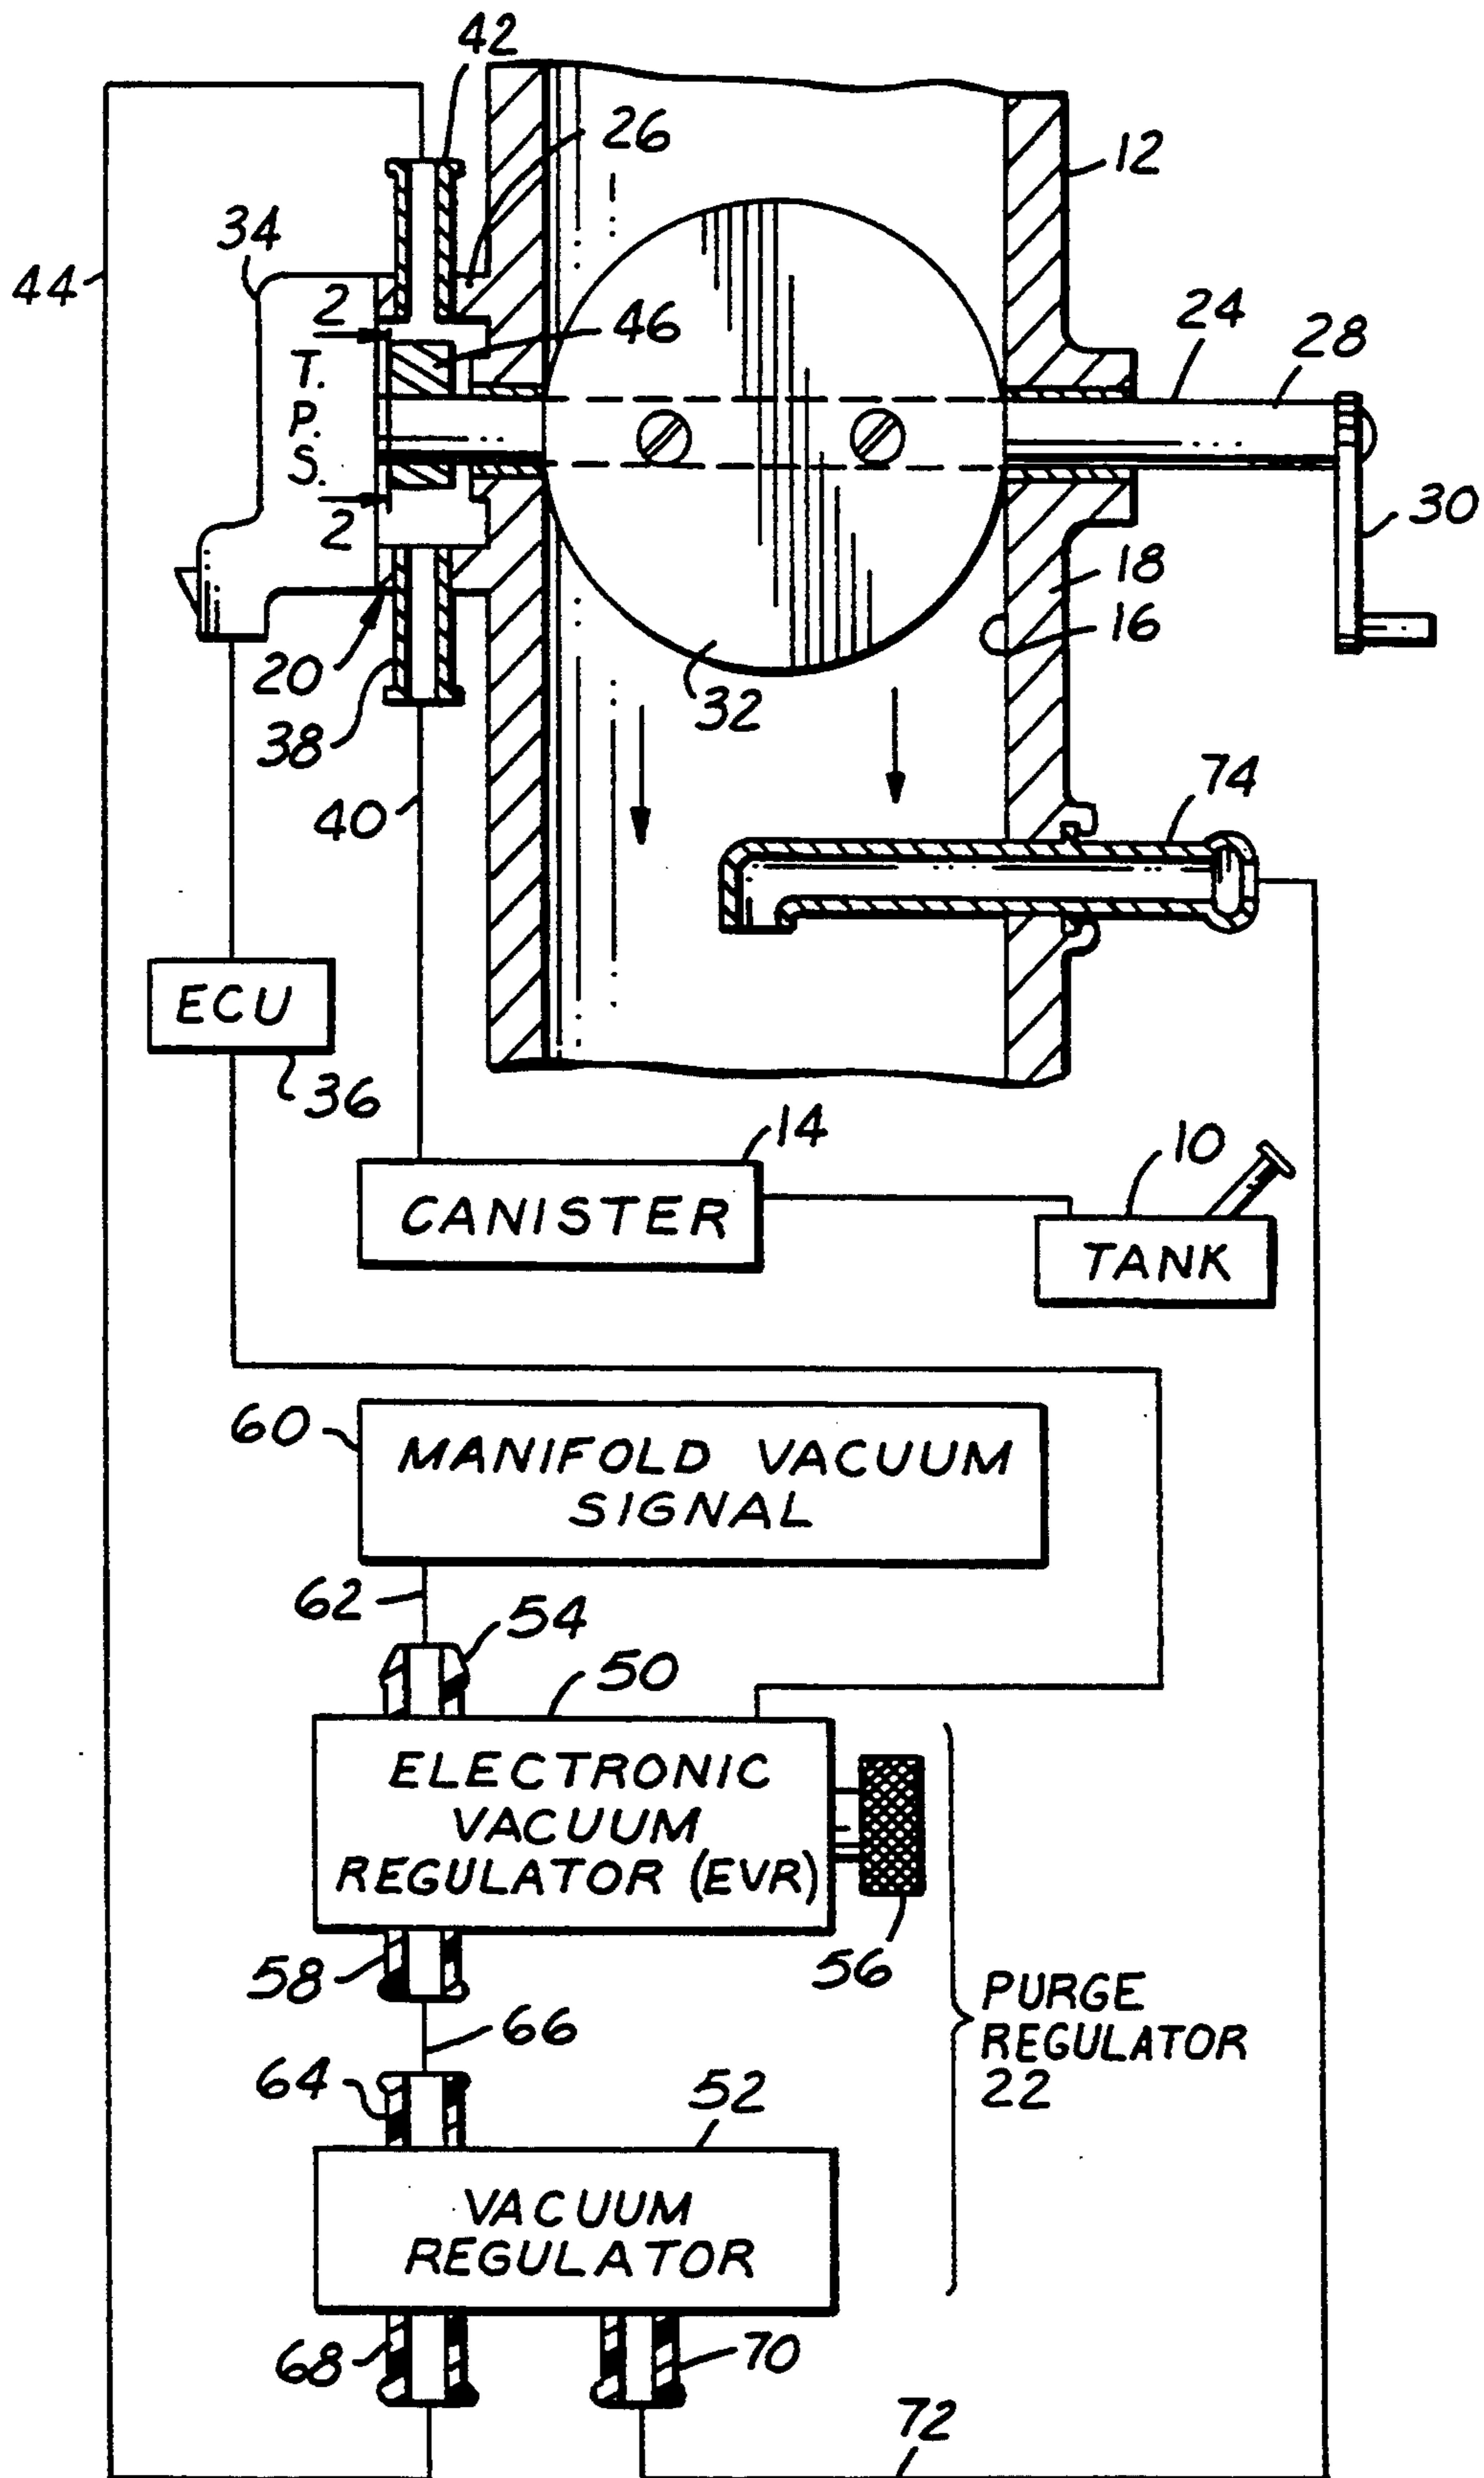 42
26
12
34
44
2
46
24
28
T.
P.
S.
2
30
18
16
20
32
38
74
40
ECU
36
14
10
CANISTER
TANK
60
MANIFOLD VACUUM
SIGNAL
62
54
50
ELECTRONIC
VACUUM
REGULATOR (EVR)
58
56
PURGE
REGULATOR
22
66
64
52
VACUUM
REGULATOR
68
70
72